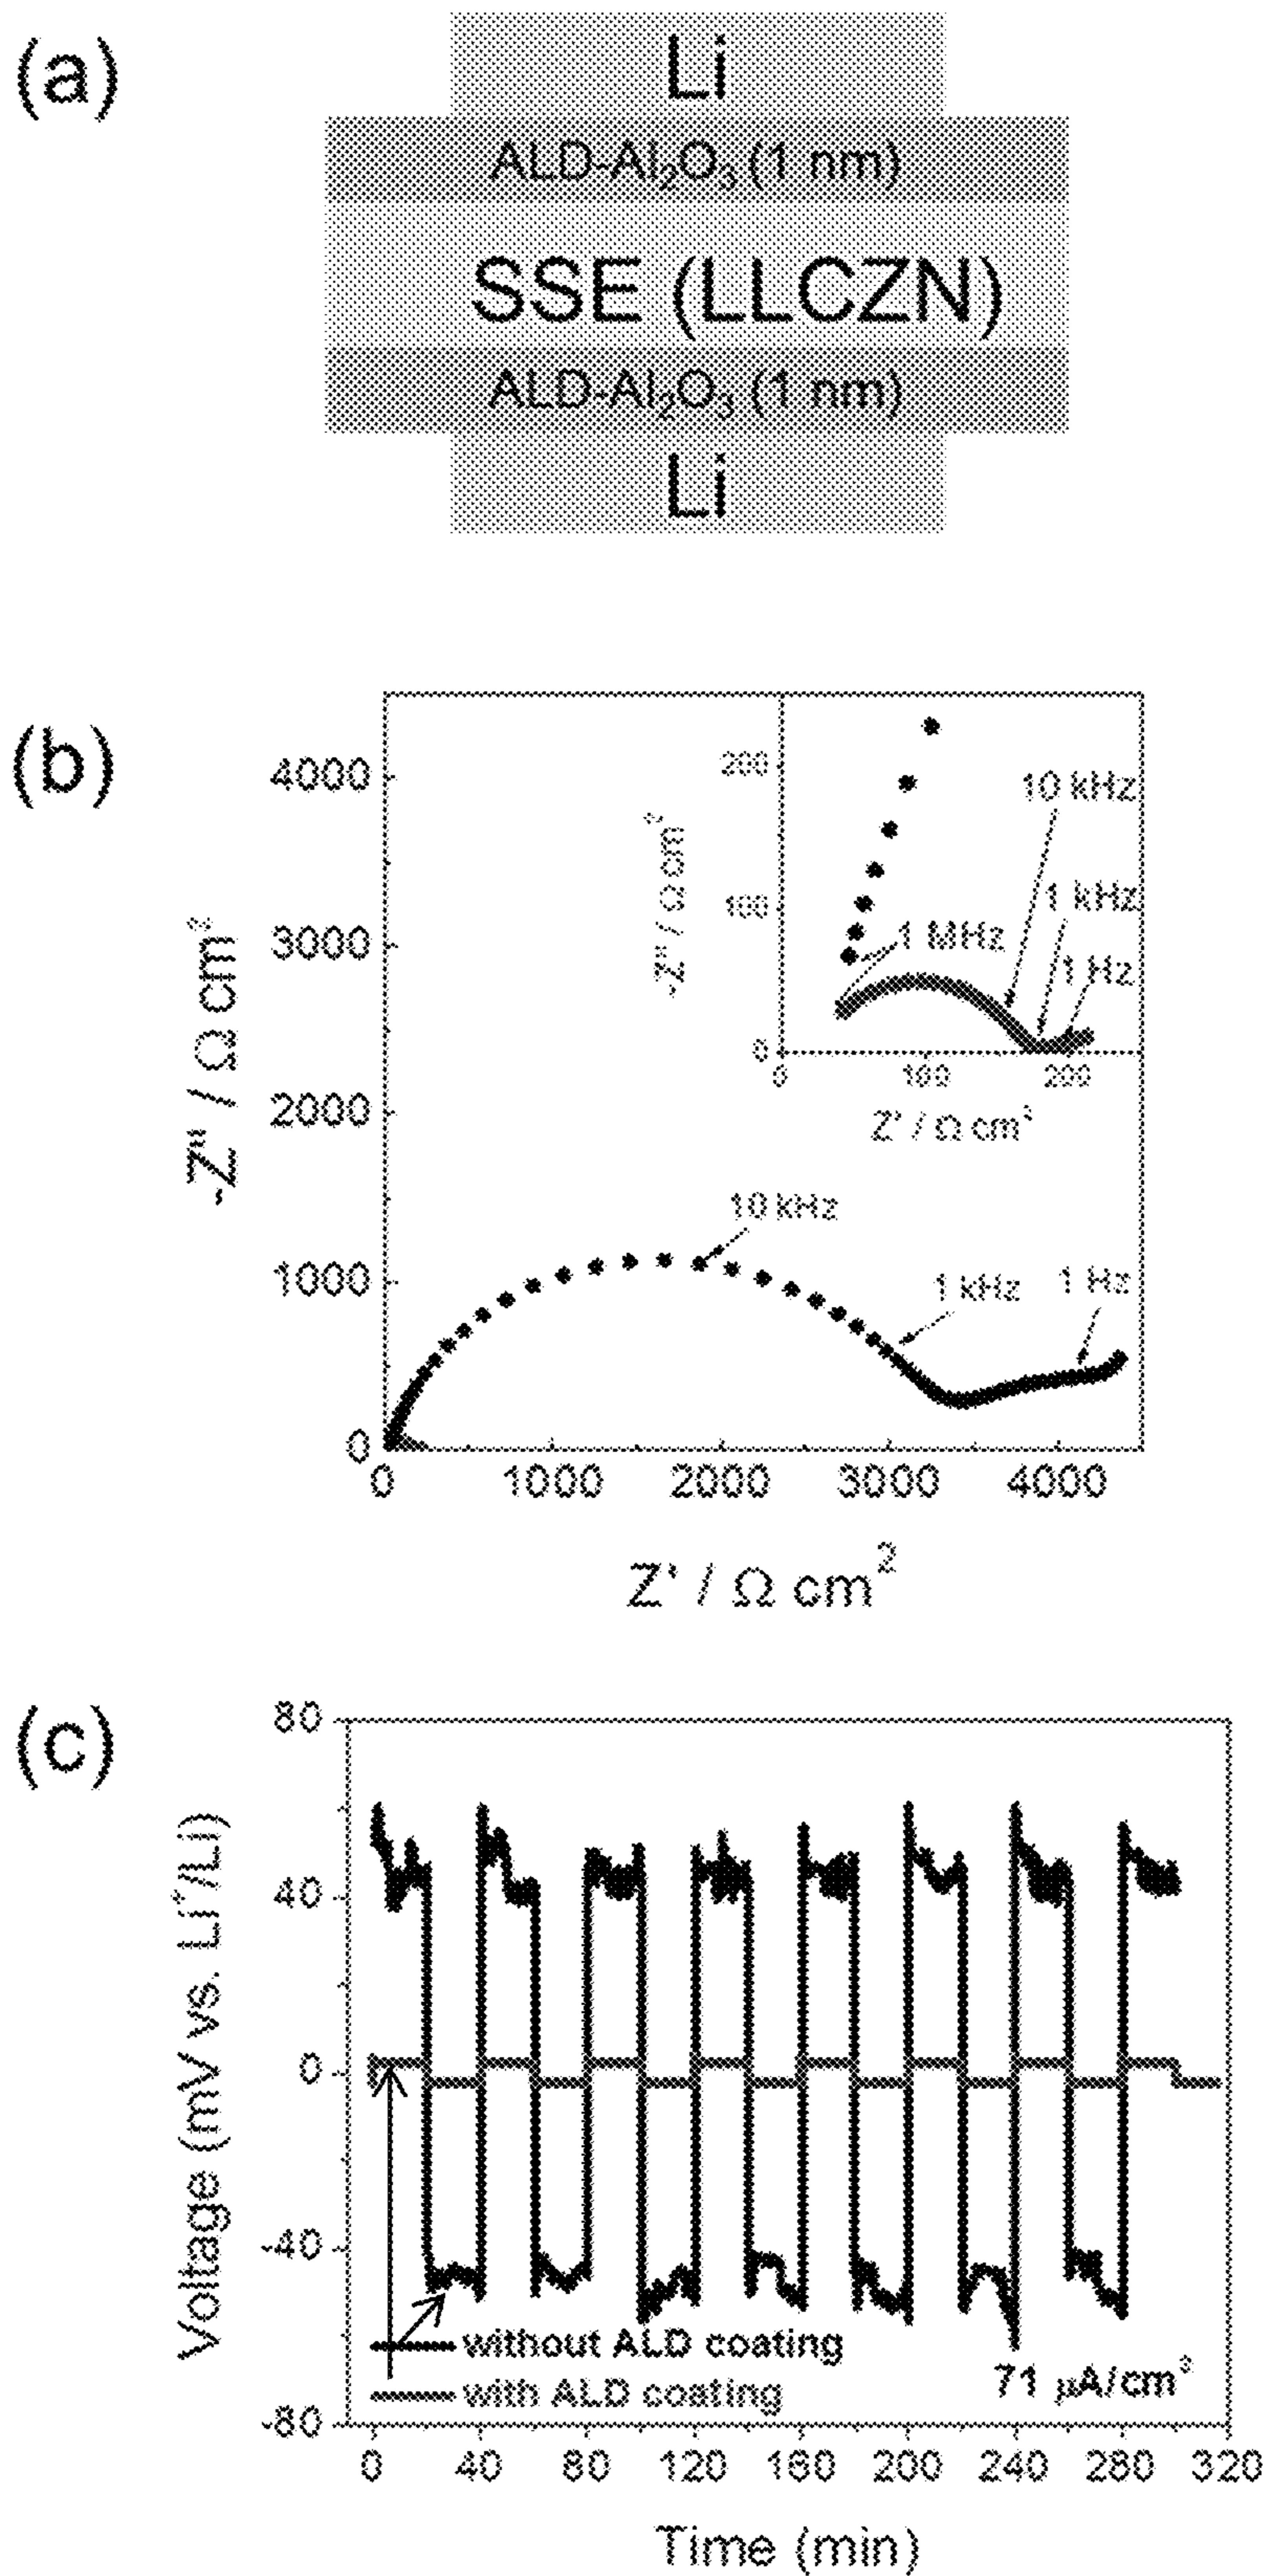 (a)
Li
ALD-Al₂O₃ (1 nm)
SSE (LLCZN)
ALD-Al₂O₃ (1 nm)
Li
(b)
4000
3000
2000
1000
0
-Z'' / Ω cm²
0 1000 2000 3000 4000
Z' / Ω cm²
10 kHz
1 kHz
1 Hz
200
100
0
-Z'' / Ω cm²
0 100 200
Z' / Ω cm²
1 MHz
10 kHz
1 kHz
1 Hz
(c)
80
40
0
-40
-80
Voltage (mV vs. Li⁺/Li)
without ALD coating
with ALD coating
71 μA/cm²
0 40 80 120 160 200 240 280 320
Time (min)